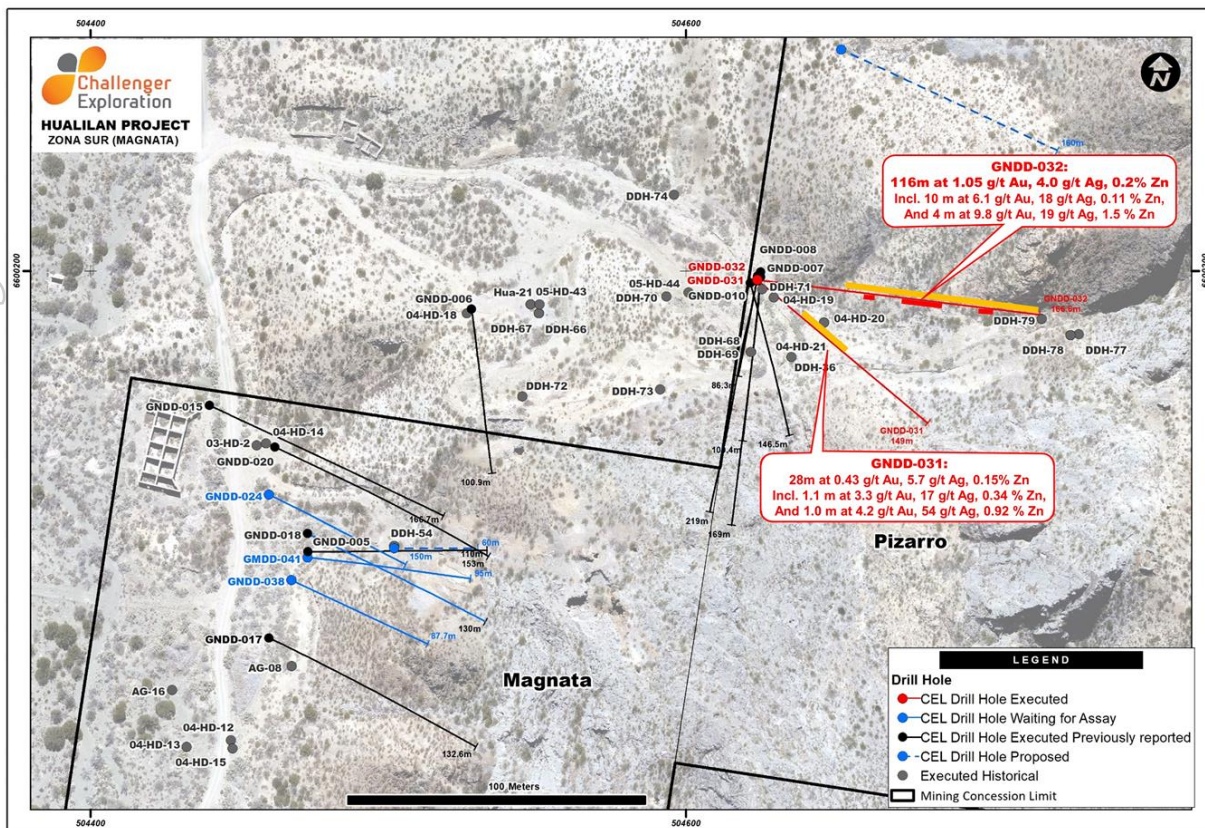 504400
504600
Challenger
Exploration
HUALILAN PROJECT
ZONA SUR (MAGNATA)
N
160m
GNDD-032:
116m at 1.05 g/t Au, 4.0 g/t Ag, 0.2% Zn
Incl. 10 m at 6.1 g/t Au, 18 g/t Ag, 0.11 % Zn,
And 4 m at 9.8 g/t Au, 19 g/t Ag, 1.5 % Zn
DDH-74
6600200
6600200
GNDD-008
GNDD-032
GNDD-007
GNDD-031
DDH-71
05-HD-44
GNDD-010
04-HD-19
DDH-70
GNDD-006
Hua-21
05-HD-43
04-HD-18
DDH-67
DDH-66
GNDD-032
DDH-79
04-HD-20
DDH-78
DDH-77
DDH-68
DDH-69
04-HD-21
DDH-36
DDH-72
DDH-73
86.3m
GNDD-031
149m
146.5m
GNDD-015
03-HD-2
04-HD-14
GNDD-020
100.9m
GNDD-031:
28m at 0.43 g/t Au, 5.7 g/t Ag, 0.15% Zn
Incl. 1.1 m at 3.3 g/t Au, 17 g/t Ag, 0.34 % Zn,
And 1.0 m at 4.2 g/t Au, 54 g/t Ag, 0.92 % Zn
GNDD-024
166.7m
219m
169m
GNDD-018
GNDD-005
DDH-54
60m
110m
150m
153m
GMDD-041
95m
GNDD-038
Pizarro
130m
87.7m
GNDD-017
AG-08
Magnata
AG-16
04-HD-12
04-HD-13
04-HD-15
132.6m
100 Meters
LEGEND
Drill Hole
CEL Drill Hole Executed
CEL Drill Hole Waiting for Assay
CEL Drill Hole Executed Previously reported
CEL Drill Hole Proposed
Executed Historical
Mining Concession Limit
504400
504600